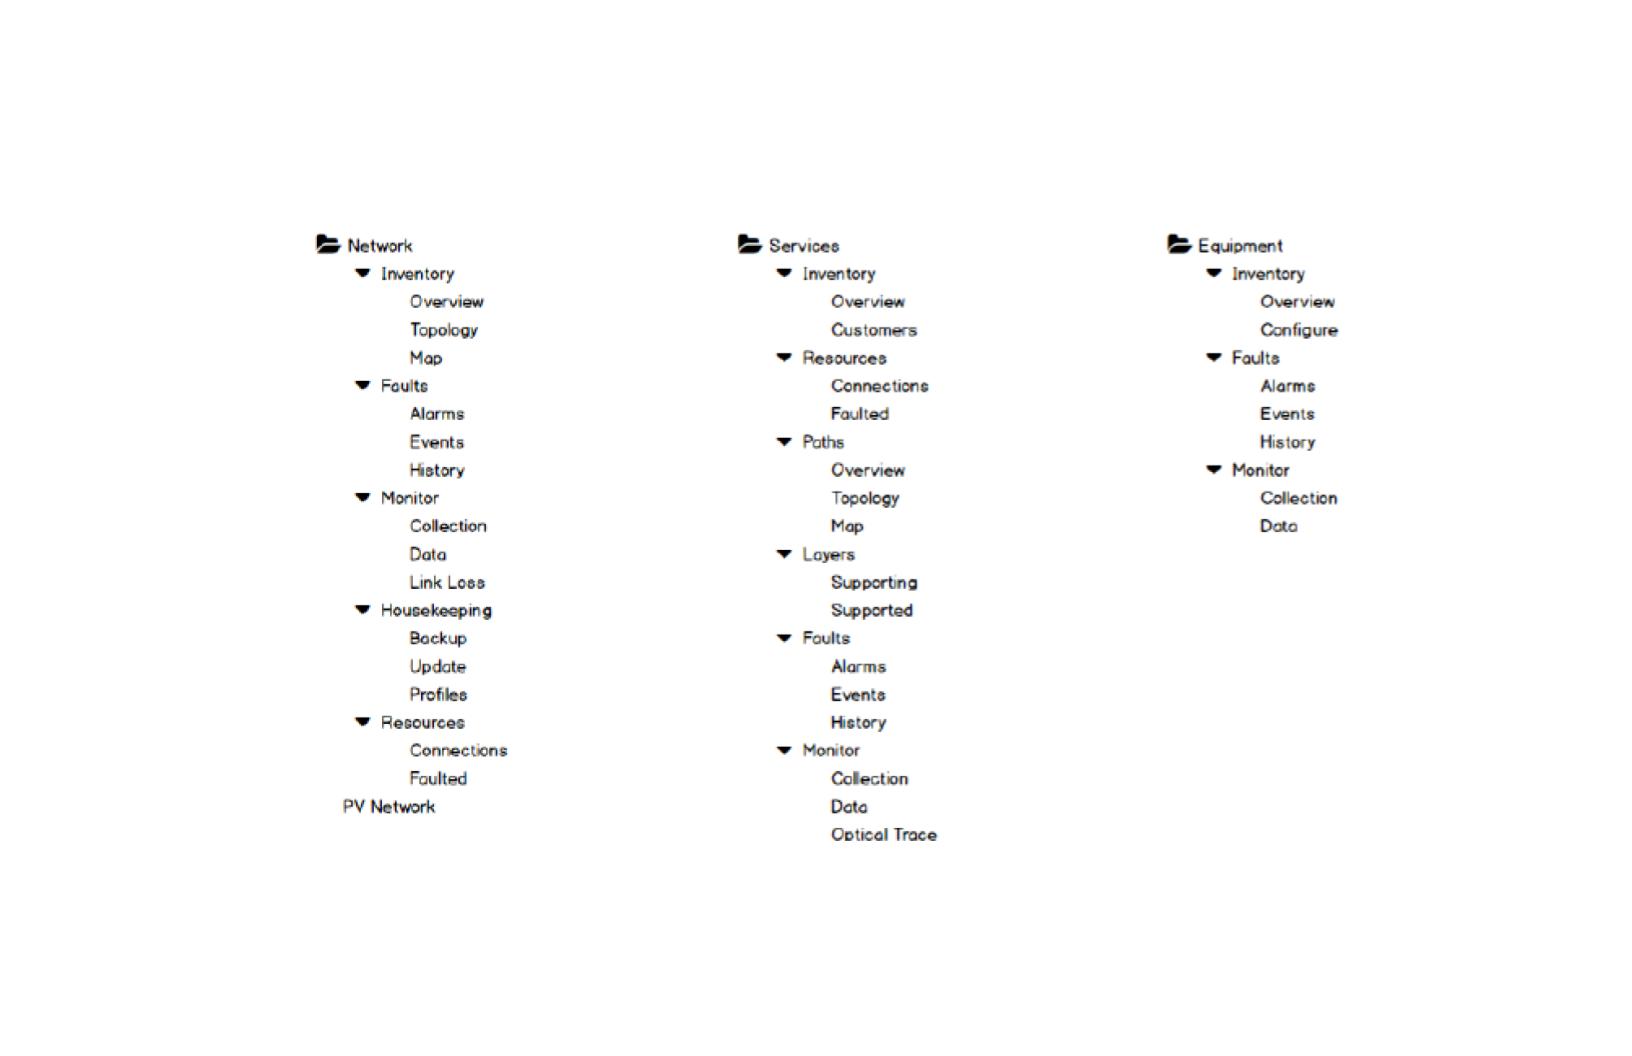 Network
Inventory
Overview
Topology
Map
Faults
Alarms
Events
History
Monitor
Collection
Data
Link Loss
Housekeeping
Backup
Update
Profiles
Resources
Connections
Faulted
PV Network
Services
Inventory
Overview
Customers
Resources
Connections
Faulted
Paths
Overview
Topology
Map
Layers
Supporting
Supported
Faults
Alarms
Events
History
Monitor
Collection
Data
Optical Trace
Equipment
Inventory
Overview
Configure
Faults
Alarms
Events
History
Monitor
Collection
Data